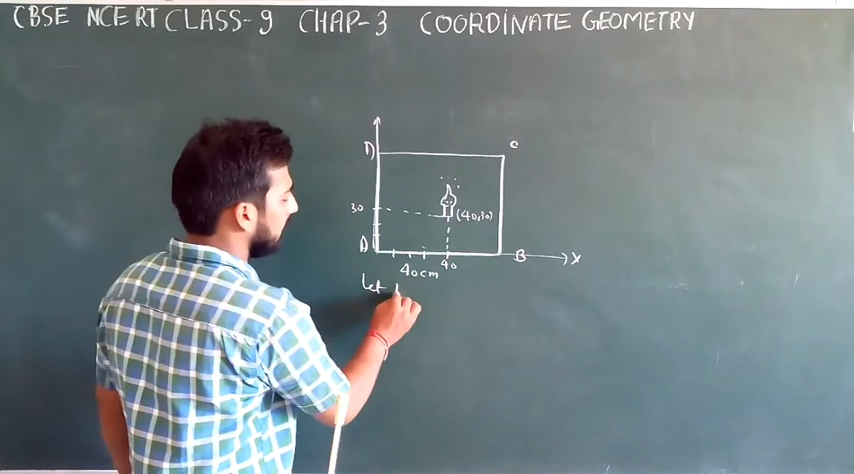 CBSE NCERT CLASS-9 CHAP-3 COORDINATE GEOMETRY
D C
30 (40,30)
A 40 B X
40cm
Let